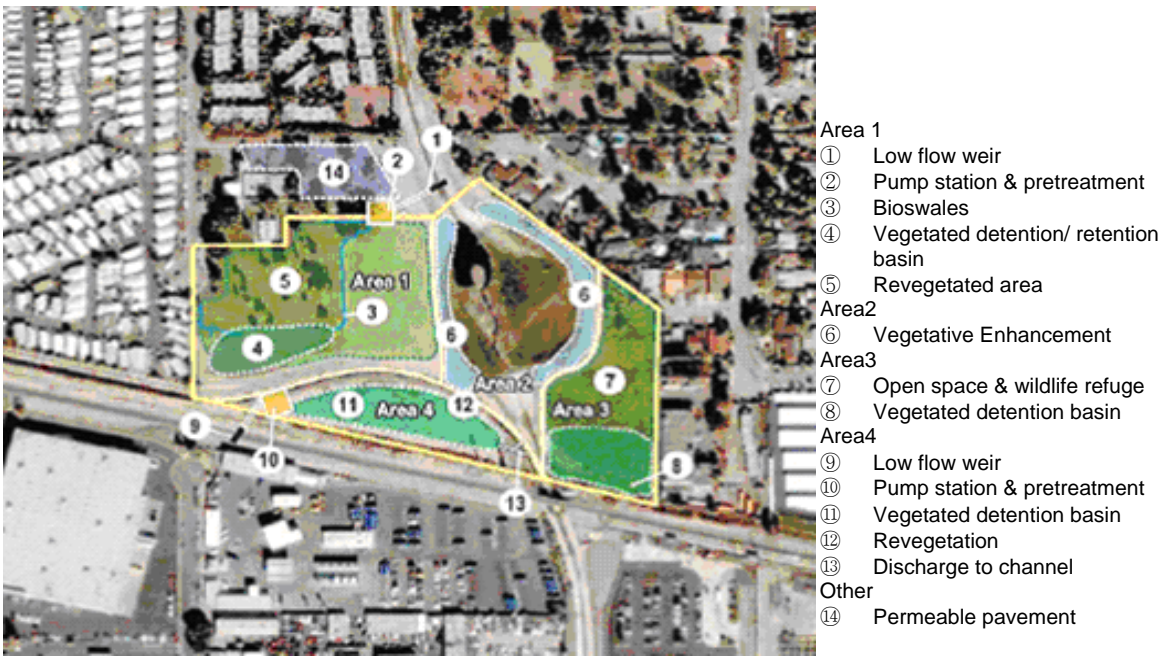 1
14
2
5
Area 1
3
6
4
6
7
Area 2
11
Area 4
12
Area 3
9
10
13
8
Area 1
① Low flow weir
② Pump station & pretreatment
③ Bioswales
④ Vegetated detention/ retention
basin
⑤ Revegetated area
Area2
⑥ Vegetative Enhancement
Area3
⑦ Open space & wildlife refuge
⑧ Vegetated detention basin
Area4
⑨ Low flow weir
⑩ Pump station & pretreatment
⑪ Vegetated detention basin
⑫ Revegetation
⑬ Discharge to channel
Other
⑭ Permeable pavement